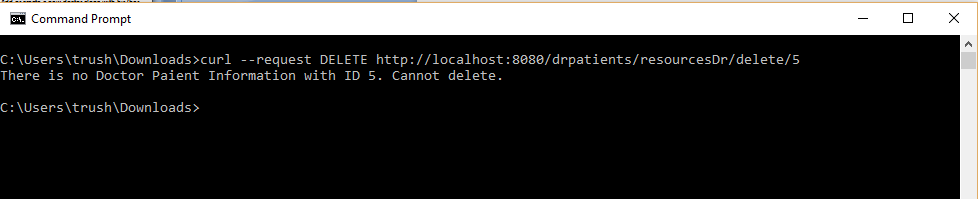 Command Prompt
C:\Users\trush\Downloads>curl --request DELETE http://localhost:8080/drpatients/resourcesDr/delete/5
There is no Doctor Paient Information with ID 5. Cannot delete.
C:\Users\trush\Downloads>